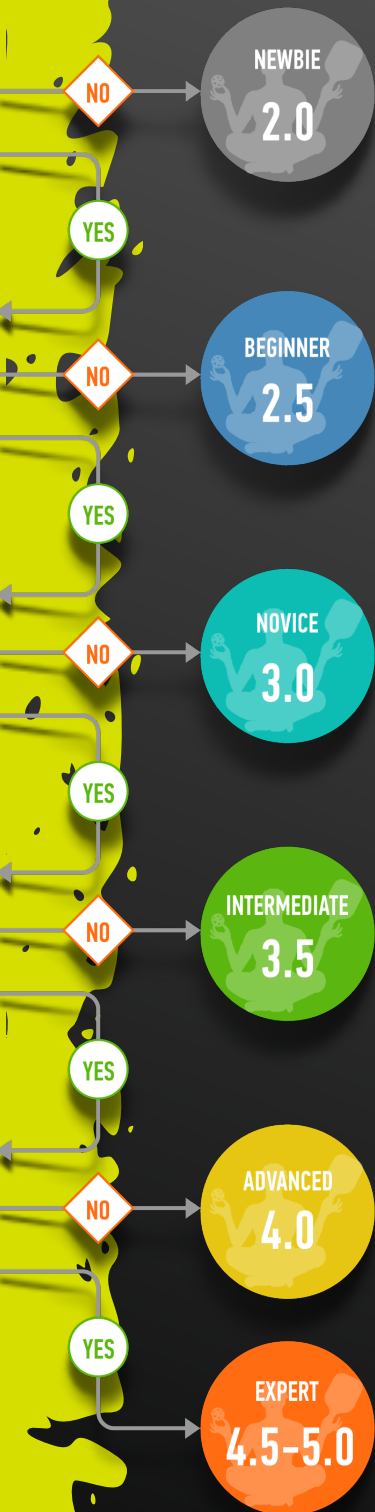 NO
NEWBIE
2.0
YES
NO
BEGINNER
2.5
YES
NO
NOVICE
3.0
YES
NO
INTERMEDIATE
3.5
YES
NO
ADVANCED
4.0
YES
EXPERT
4.5-5.0